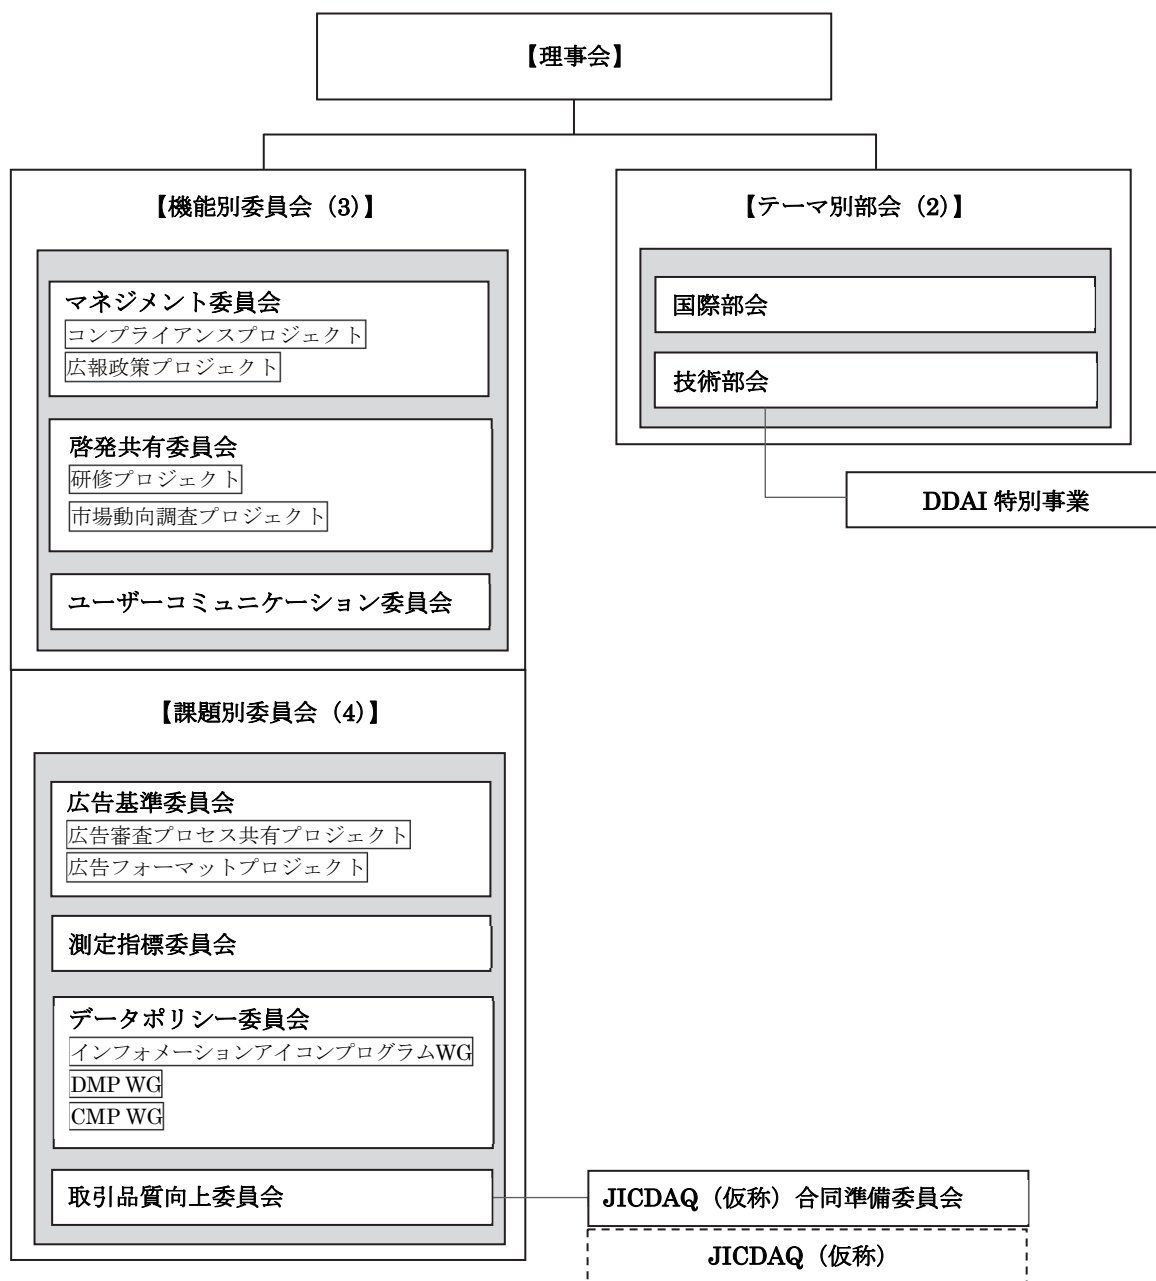 【理事会】
【機能別委員会（3）】
マネジメント委員会
コンプライアンスプロジェクト
広報政策プロジェクト
啓発共有委員会
研修プロジェクト
市場動向調査プロジェクト
ユーザーコミュニケーション委員会
【課題別委員会（4）】
広告基準委員会
広告審査プロセス共有プロジェクト
広告フォーマットプロジェクト
測定指標委員会
データポリシー委員会
インフォメーションアイコンプログラムWG
DMP WG
CMP WG
取引品質向上委員会
【テーマ別部会（2）】
国際部会
技術部会
DDAI 特別事業
JICDAQ（仮称）合同準備委員会
JICDAQ（仮称）